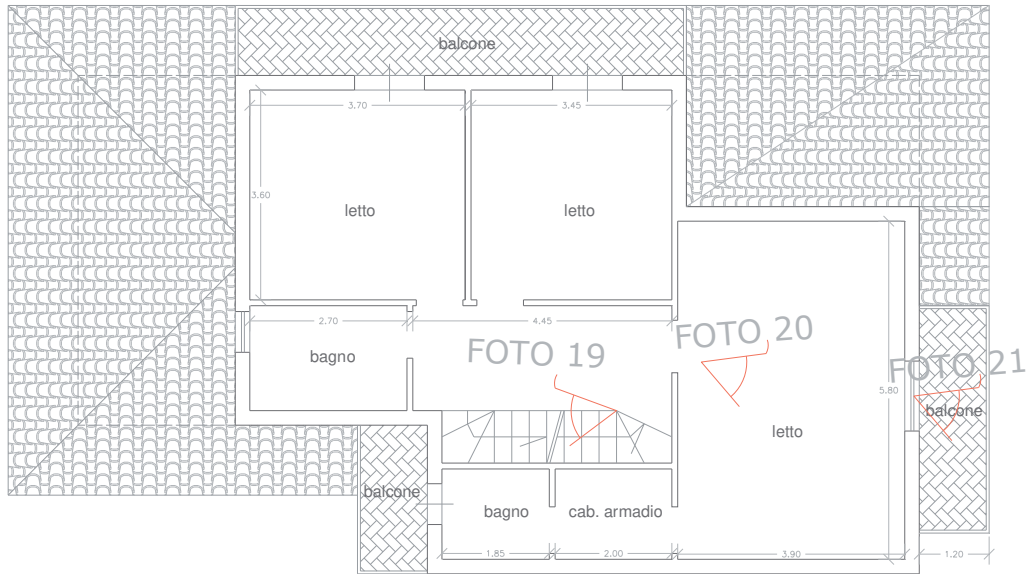 balcone
3.70
3.45
3.60
letto
letto
2.70
4.45
bagno
FOTO 19
FOTO 20
FOTO 21
5.80
balcone
letto
balcone
bagno
cab. armadio
1.85
2.00
3.90
1.20